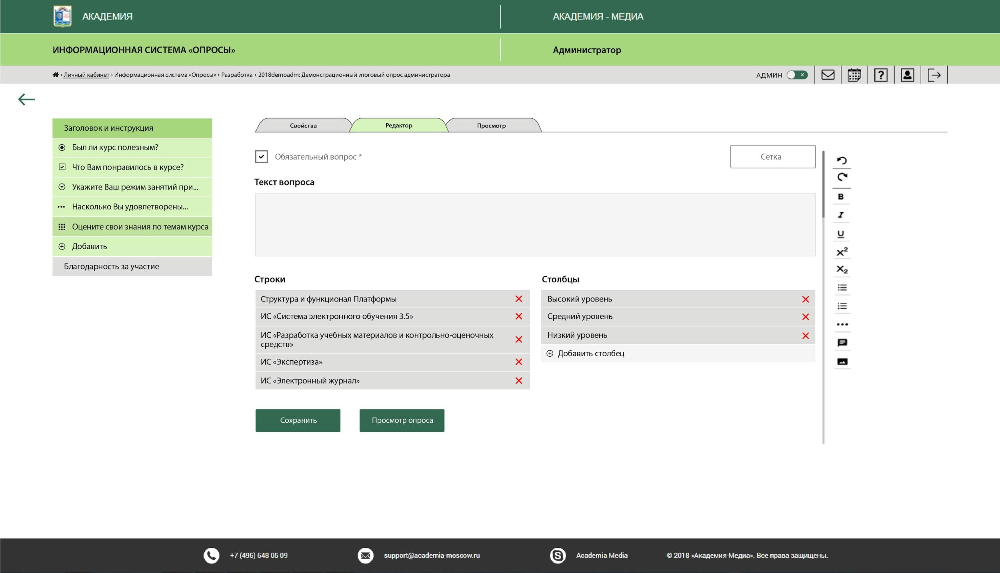 АКАДЕМИЯ
АКАДЕМИЯ - МЕДИА
ИНФОРМАЦИОННАЯ СИСТЕМА «ОПРОСЫ»
Администратор
› Личный кабинет › Информационная система «Опросы» › Разработка › 2018demoadm: Демонстрационный итоговый опрос администратора
АДМИН
Заголовок и инструкция
Был ли курс полезным?
Что Вам понравилось в курсе?
Укажите Ваш режим занятий при...
Насколько Вы удовлетворены...
Оцените свои знания по темам курса
Добавить
Благодарность за участие
Свойства
Редактор
Просмотр
Обязательный вопрос *
Сетка
Текст вопроса
Строки
Структура и функционал Платформы
ИС «Система электронного обучения 3.5»
ИС «Разработка учебных материалов и контрольно-оценочных
средств»
ИС «Экспертиза»
ИС «Электронный журнал»
Столбцы
Высокий уровень
Средний уровень
Низкий уровень
Добавить столбец
B
I
U
X²
X₂
Сохранить
Просмотр опроса
+7 (495) 648 05 09
support@academia-moscow.ru
Academia Media
© 2018 «Академия-Медиа». Все права защищены.